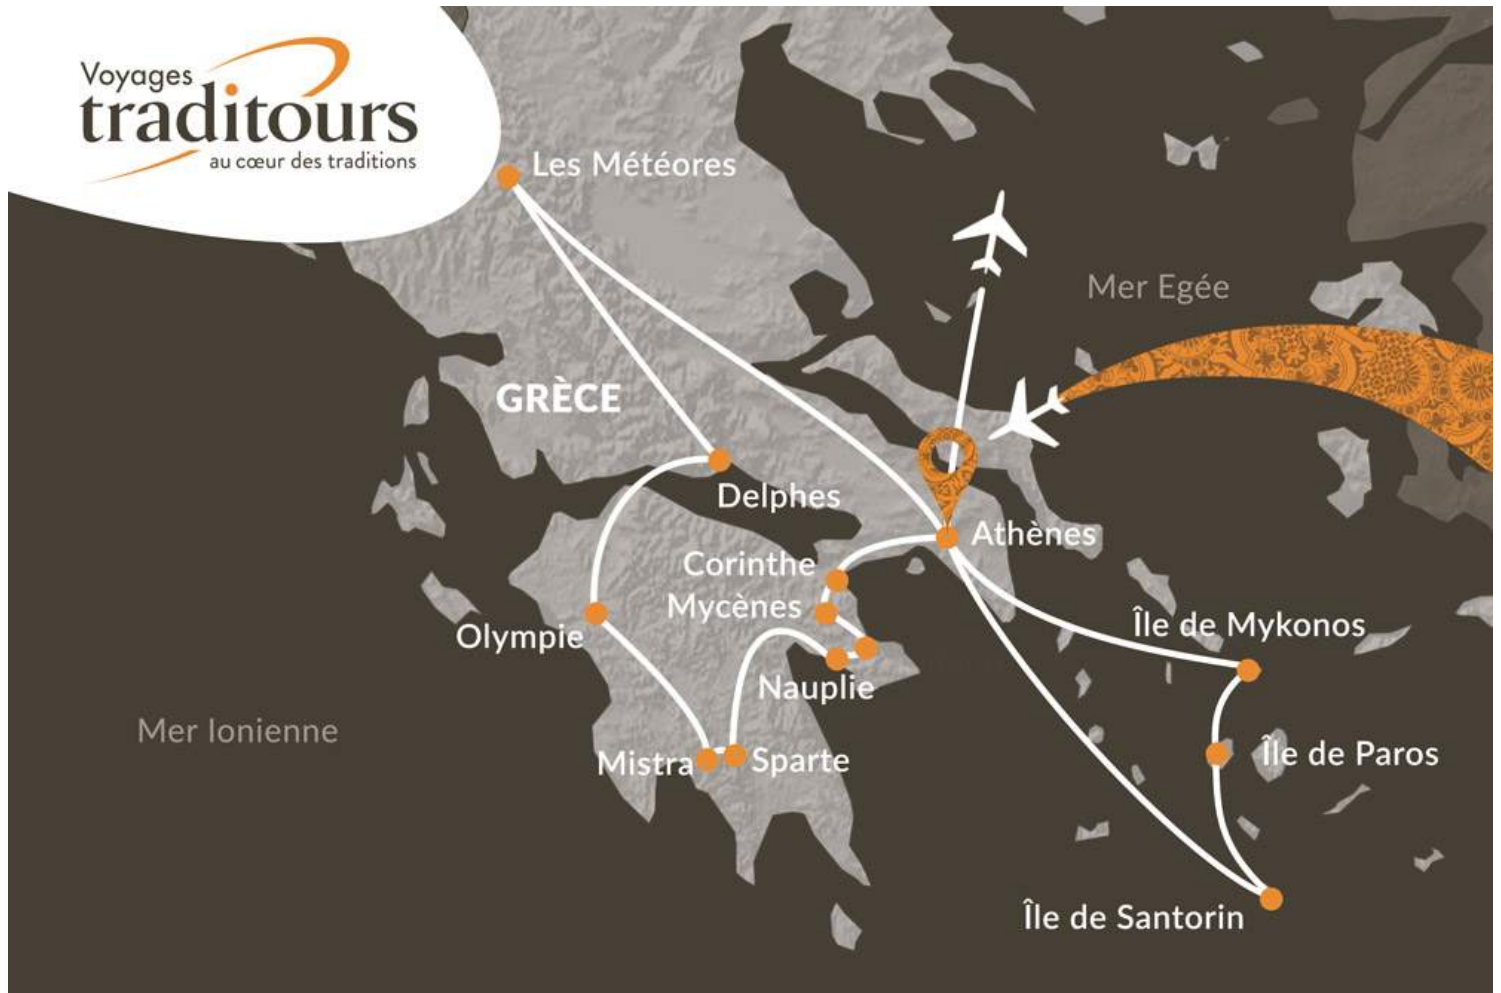 Voyages
traditours
au cœur des traditions
Les Météores
Mer Egée
GRÈCE
Delphes
Athènes
Corinthe
Mycènes
Île de Mykonos
Olympie
Nauplie
Mer Ionienne
Mistra
Sparte
Île de Paros
Île de Santorin